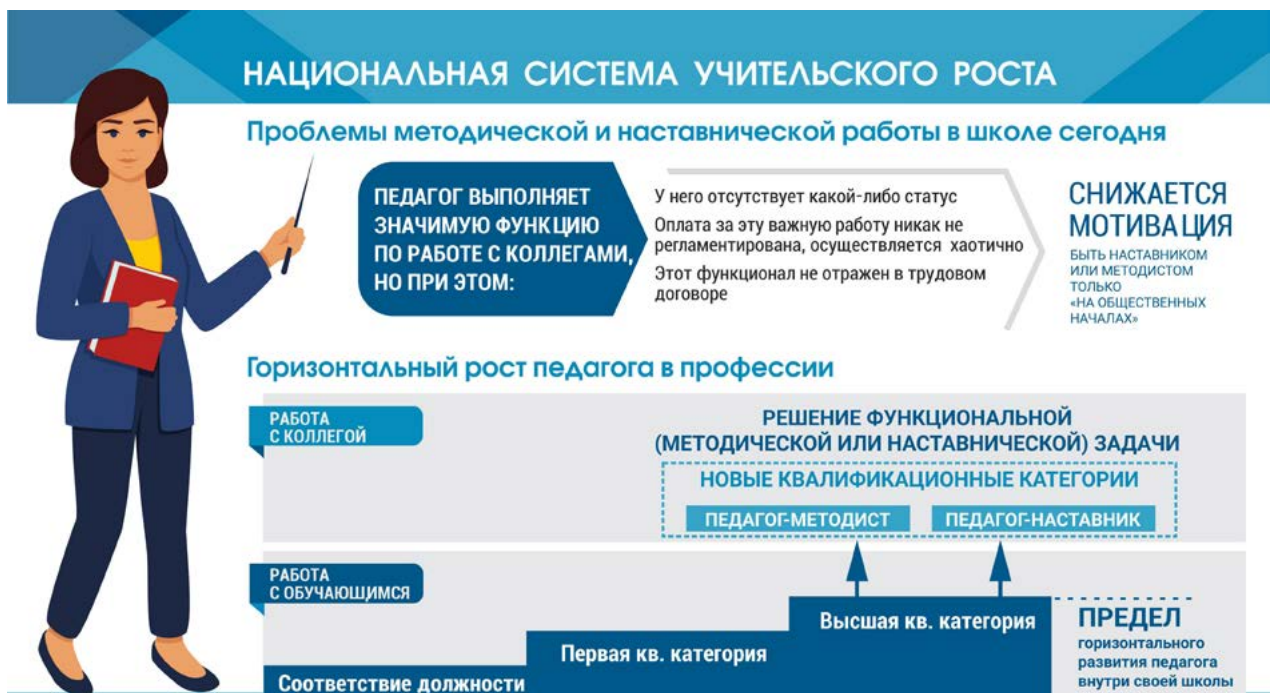 НАЦИОНАЛЬНАЯ СИСТЕМА УЧИТЕЛЬСКОГО РОСТА
Проблемы методической и наставнической работы в школе сегодня
ПЕДАГОГ ВЫПОЛНЯЕТ
ЗНАЧИМУЮ ФУНКЦИЮ
ПО РАБОТЕ С КОЛЛЕГАМИ,
НО ПРИ ЭТОМ:
У него отсутствует какой-либо статус
Оплата за эту важную работу никак не
регламентирована, осуществляется хаотично
Этот функционал не отражен в трудовом
договоре
СНИЖАЕТСЯ
МОТИВАЦИЯ
БЫТЬ НАСТАВНИКОМ
ИЛИ МЕТОДИСТОМ
ТОЛЬКО
«НА ОБЩЕСТВЕННЫХ
НАЧАЛАХ»
Горизонтальный рост педагога в профессии
РАБОТА
С КОЛЛЕГОЙ
РЕШЕНИЕ ФУНКЦИОНАЛЬНОЙ
(МЕТОДИЧЕСКОЙ ИЛИ НАСТАВНИЧЕСКОЙ) ЗАДАЧИ
НОВЫЕ КВАЛИФИКАЦИОННЫЕ КАТЕГОРИИ
ПЕДАГОГ-МЕТОДИСТ
ПЕДАГОГ-НАСТАВНИК
РАБОТА
С ОБУЧАЮЩИМСЯ
Высшая кв. категория
Первая кв. категория
Соответствие должности
ПРЕДЕЛ
горизонтального
развития педагога
внутри своей школы